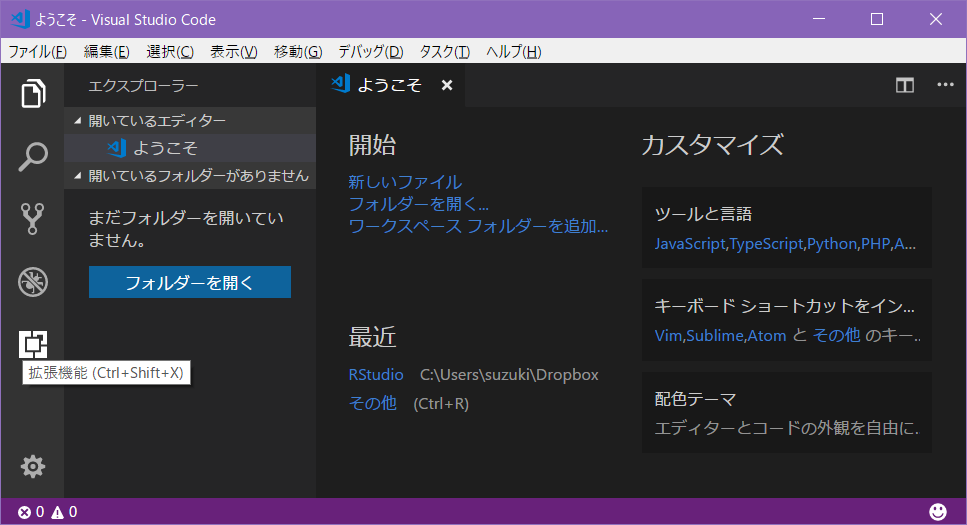 ようこそ - Visual Studio Code
ファイル(F) 編集(E) 選択(C) 表示(V) 移動(G) デバッグ(D) タスク(T) ヘルプ(H)
エクスプローラー
開いているエディター
ようこそ
開いているフォルダーがありません
まだフォルダーを開いてい
ません。
フォルダーを開く
拡張機能 (Ctrl+Shift+X)
ようこそ
開始
新しいファイル
フォルダーを開く...
ワークスペース フォルダーを追加...
最近
RStudio C:\Users\suzuki\Dropbox
その他 (Ctrl+R)
カスタマイズ
ツールと言語
JavaScript,TypeScript,Python,PHP,A...
キーボード ショートカットをイン...
Vim,Sublime,Atom と その他 のキー...
配色テーマ
エディターとコードの外観を自由に...
0 0